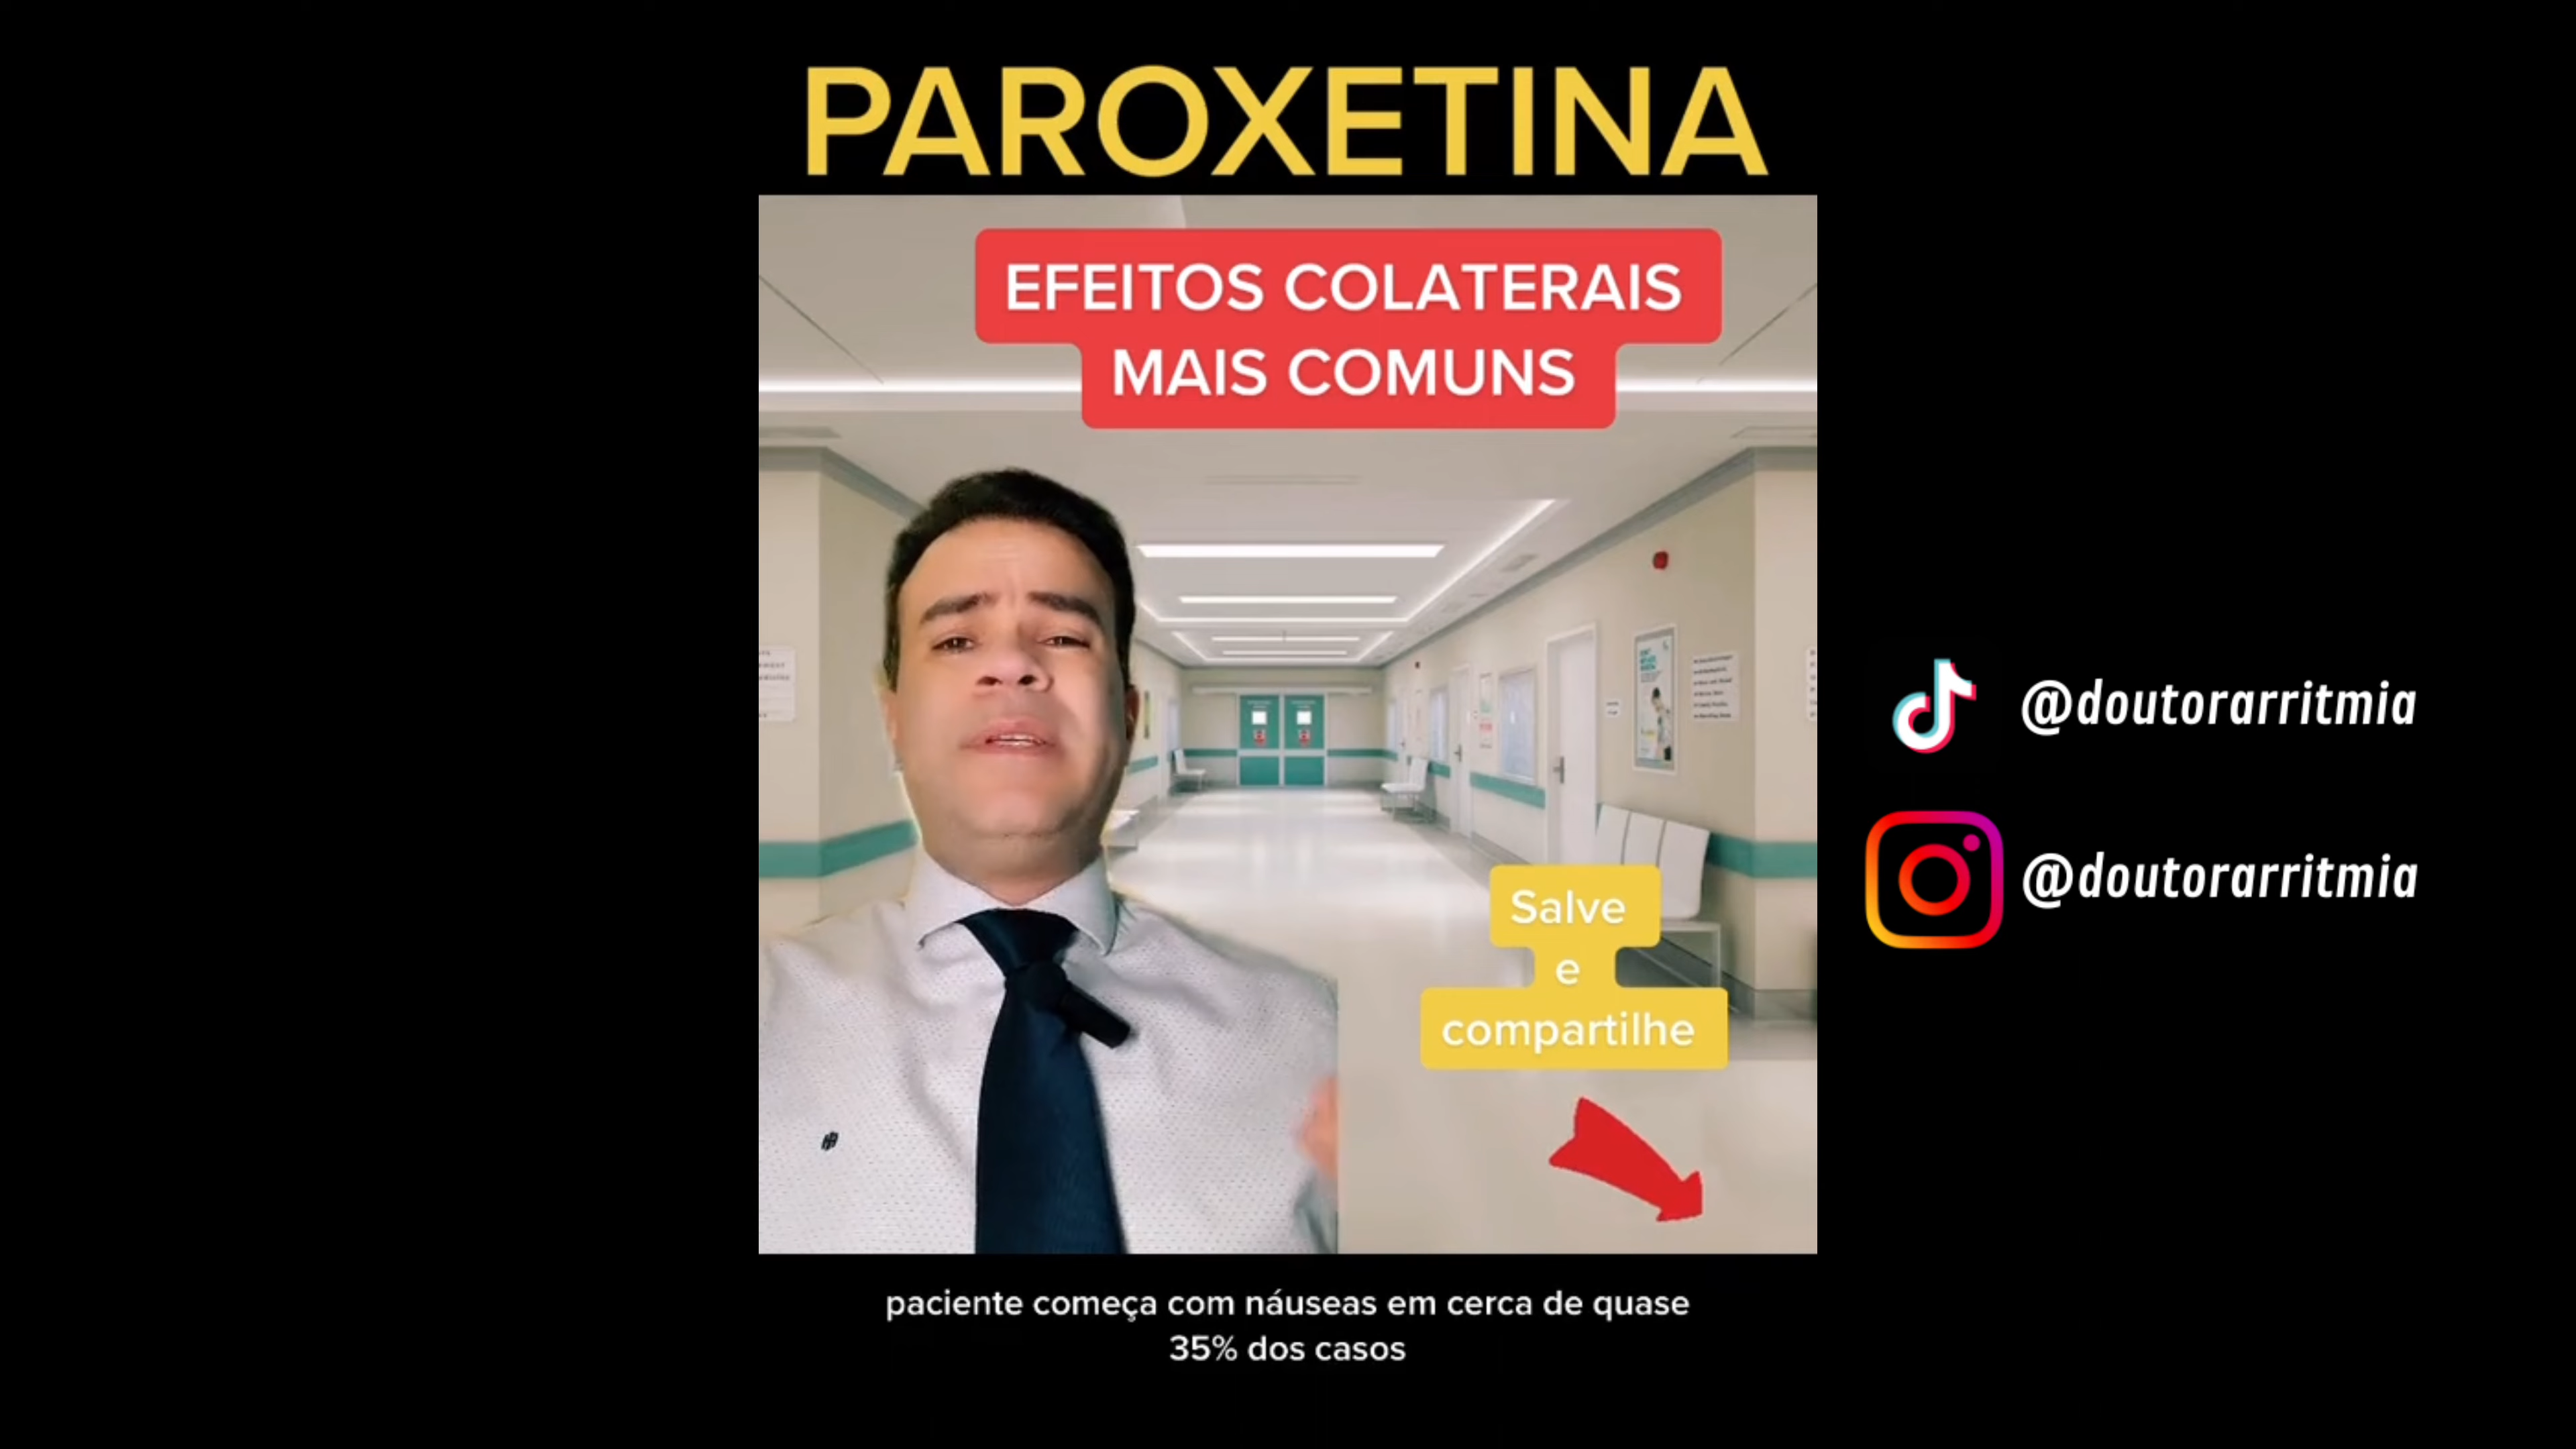 PAROXETINA
EFEITOS COLATERAIS
MAIS COMUNS
@doutorarritmia
@doutorarritmia
Salve
e
compartilhe
paciente começa com náuseas em cerca de quase
35% dos casos